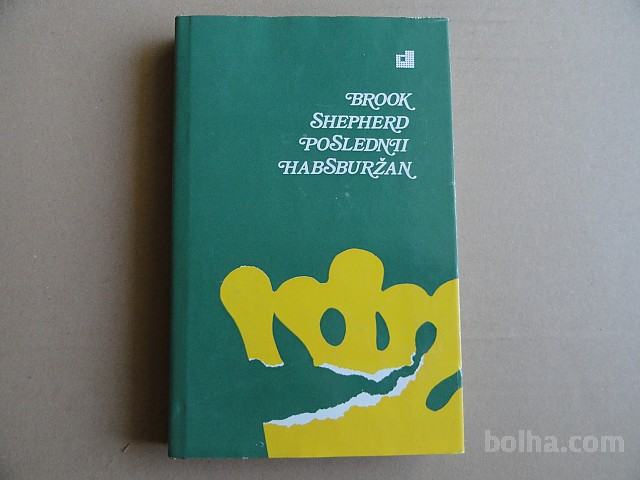 BROOK
SHEPHERD
POSLEDNJI
HABSBURŽAN
bolha.com